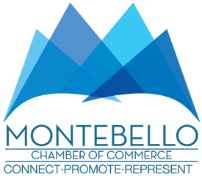 MONTEBELLO
CHAMBER OF COMMERCE
CONNECT·PROMOTE·REPRESENT